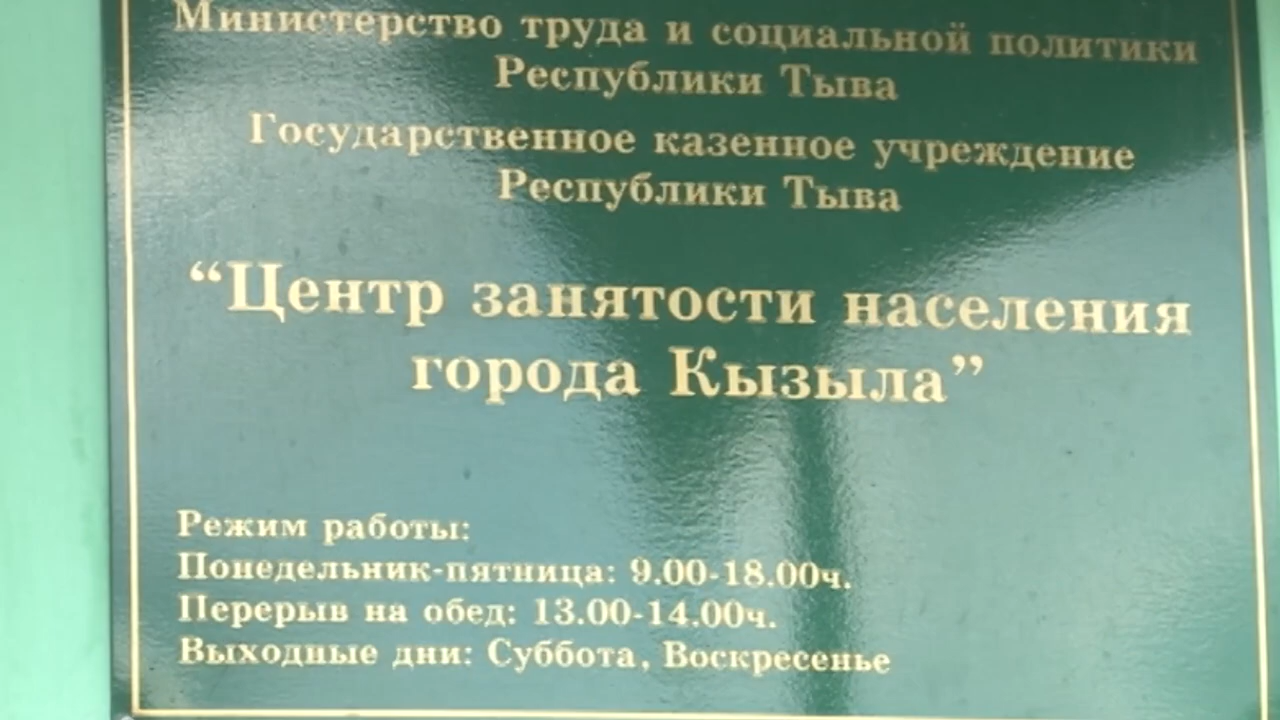 Министерство труда и социальной политики
Республики Тыва
Государственное казенное учреждение
Республики Тыва
“Центр занятости населения
города Кызыла”
Режим работы:
Понедельник-пятница: 9.00-18.00ч.
Перерыв на обед: 13.00-14.00ч.
Выходные дни: Суббота, Воскресенье